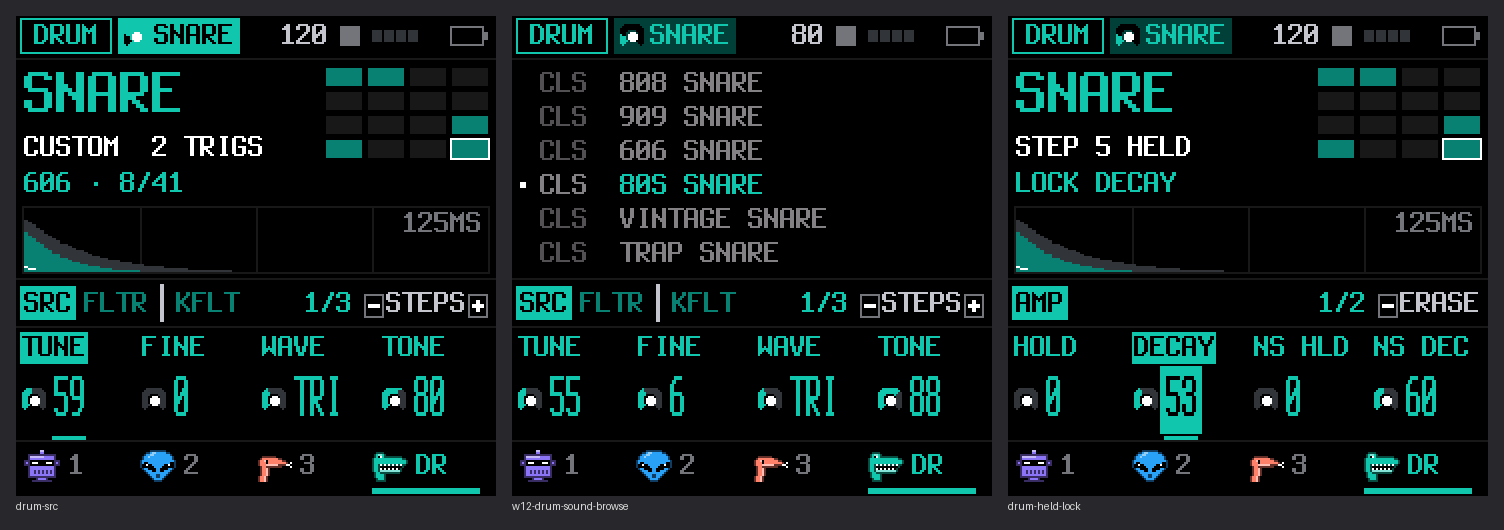 DRUM SNARE 120
SNARE
CUSTOM 2 TRIGS
606 · 8/41
125MS
SRC FLTR KFLT 1/3 -STEPS+
TUNE FINE WAVE TONE
59 0 TRI 80
1 2 3 DR
drum-src
DRUM SNARE 80
CLS 808 SNARE
CLS 909 SNARE
CLS 606 SNARE
CLS 80S SNARE
CLS VINTAGE SNARE
CLS TRAP SNARE
SRC FLTR KFLT 1/3 -STEPS+
TUNE FINE WAVE TONE
55 6 TRI 88
1 2 3 DR
w12-drum-sound-browse
DRUM SNARE 120
SNARE
STEP 5 HELD
LOCK DECAY
125MS
AMP 1/2 -ERASE
HOLD DECAY NS HLD NS DEC
0 53 0 60
1 2 3 DR
drum-held-lock